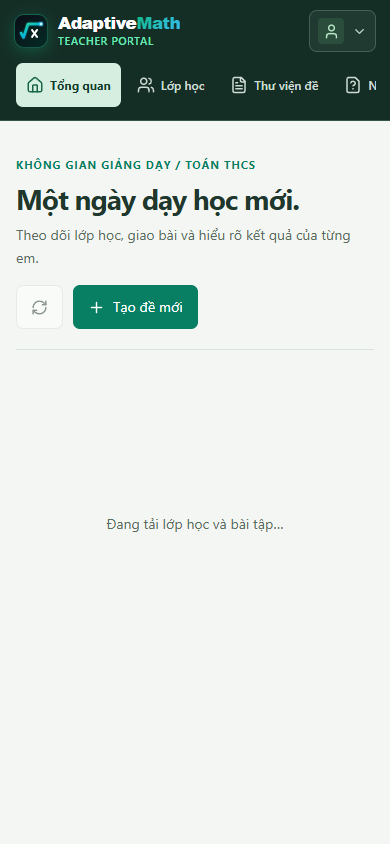 AdaptiveMath
TEACHER PORTAL
Tổng quan
Lớp học
Thư viện đề
N
KHÔNG GIAN GIẢNG DẠY / TOÁN THCS
Một ngày dạy học mới.
Theo dõi lớp học, giao bài và hiểu rõ kết quả của từng
em.
Tạo đề mới
Đang tải lớp học và bài tập...